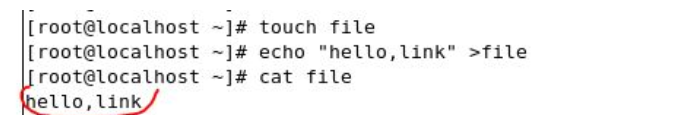 [root@localhost ~]# touch file
[root@localhost ~]# echo "hello,link" >file
[root@localhost ~]# cat file
hello,link